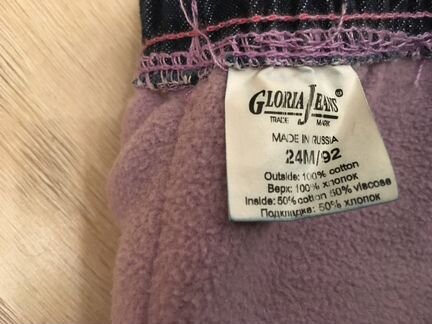 GLORIA JEANS
TRADE MARK
MADE IN RUSSIA
24M/92
Outside: 100% cotton
Верх: 100% хлопок
Inside: 50% cotton 50% viscose
Подкладка: 50% хлопок